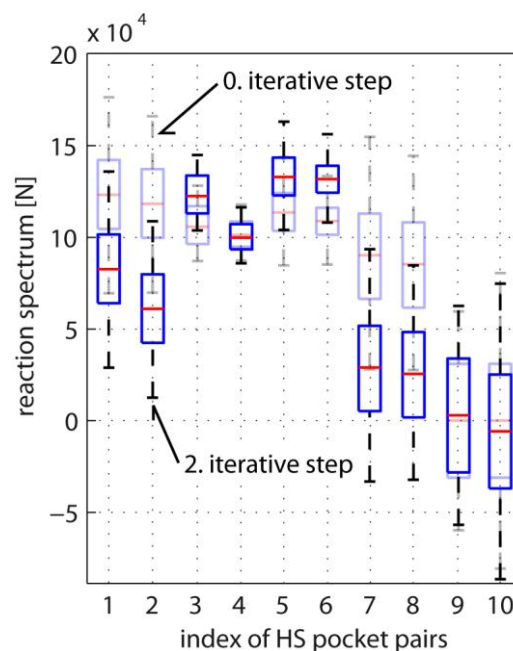 x 10 4
20
0. iterative step
15
10
5
0
2. iterative step
−5
1 2 3 4 5 6 7 8 9 10
index of HS pocket pairs
reaction spectrum [N]